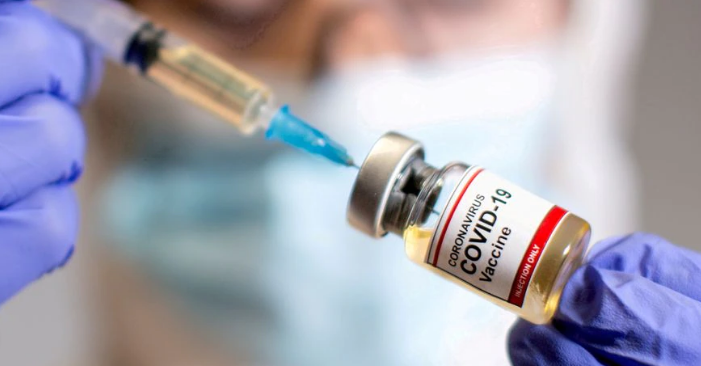 CORONAVIRUS
COVID-19
Vaccine
INJECTION ONLY